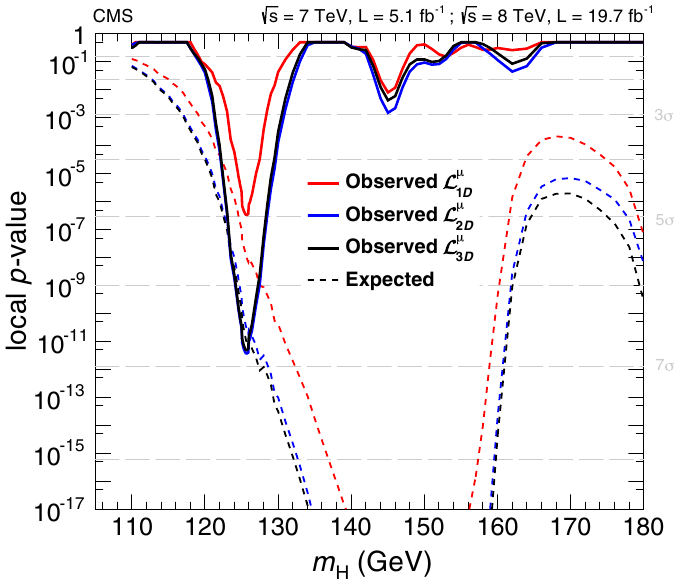 CMS √s = 7 TeV, L = 5.1 fb⁻¹ ; √s = 8 TeV, L = 19.7 fb⁻¹
local p-value
1
10⁻¹
10⁻³
10⁻⁵
10⁻⁷
10⁻⁹
10⁻¹¹
10⁻¹³
10⁻¹⁵
10⁻¹⁷
3σ
5σ
7σ
Observed ℒ^μ_1D
Observed ℒ^μ_2D
Observed ℒ^μ_3D
Expected
110 120 130 140 150 160 170 180
m_H (GeV)